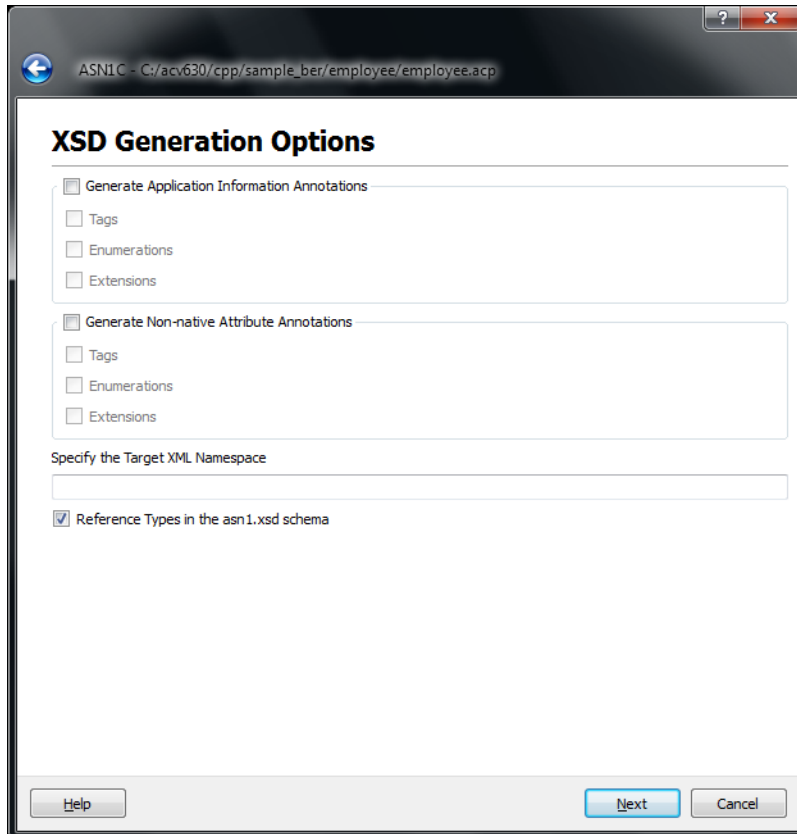 ASN1C - C:/acv630/cpp/sample_ber/employee/employee.acp
XSD Generation Options
Generate Application Information Annotations
Tags
Enumerations
Extensions
Generate Non-native Attribute Annotations
Tags
Enumerations
Extensions
Specify the Target XML Namespace
Reference Types in the asn1.xsd schema
Help
Next
Cancel